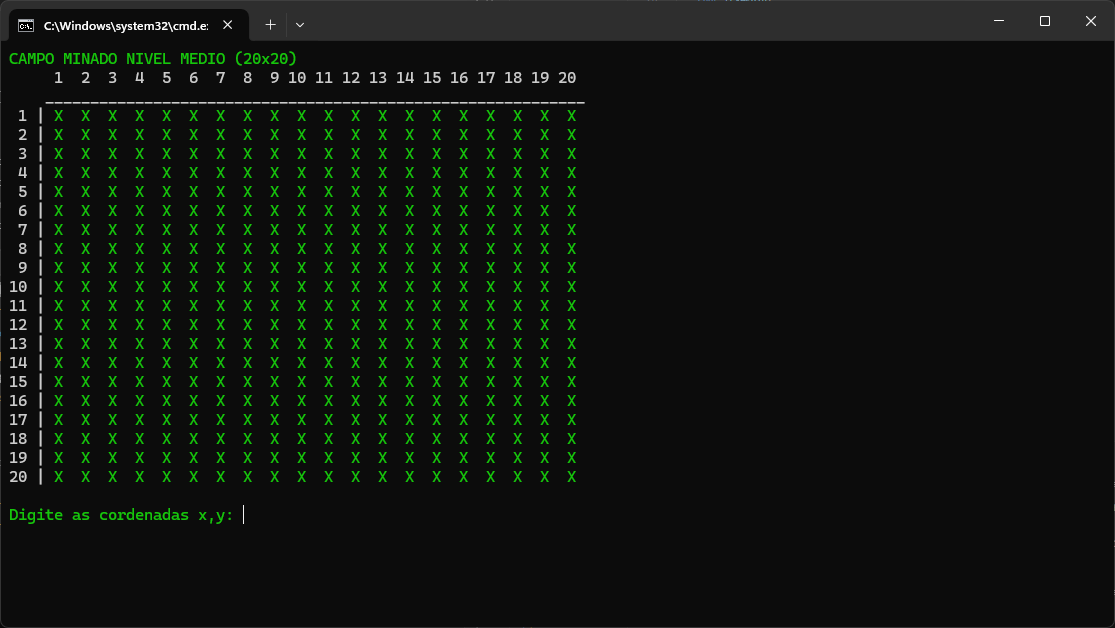 C:\Windows\system32\cmd.e:
CAMPO MINADO NIVEL MEDIO (20x20)
1 2 3 4 5 6 7 8 9 10 11 12 13 14 15 16 17 18 19 20
____________________________________________________________
1 | X X X X X X X X X X X X X X X X X X X X
2 | X X X X X X X X X X X X X X X X X X X X
3 | X X X X X X X X X X X X X X X X X X X X
4 | X X X X X X X X X X X X X X X X X X X X
5 | X X X X X X X X X X X X X X X X X X X X
6 | X X X X X X X X X X X X X X X X X X X X
7 | X X X X X X X X X X X X X X X X X X X X
8 | X X X X X X X X X X X X X X X X X X X X
9 | X X X X X X X X X X X X X X X X X X X X
10 | X X X X X X X X X X X X X X X X X X X X
11 | X X X X X X X X X X X X X X X X X X X X
12 | X X X X X X X X X X X X X X X X X X X X
13 | X X X X X X X X X X X X X X X X X X X X
14 | X X X X X X X X X X X X X X X X X X X X
15 | X X X X X X X X X X X X X X X X X X X X
16 | X X X X X X X X X X X X X X X X X X X X
17 | X X X X X X X X X X X X X X X X X X X X
18 | X X X X X X X X X X X X X X X X X X X X
19 | X X X X X X X X X X X X X X X X X X X X
20 | X X X X X X X X X X X X X X X X X X X X
Digite as cordenadas x,y: